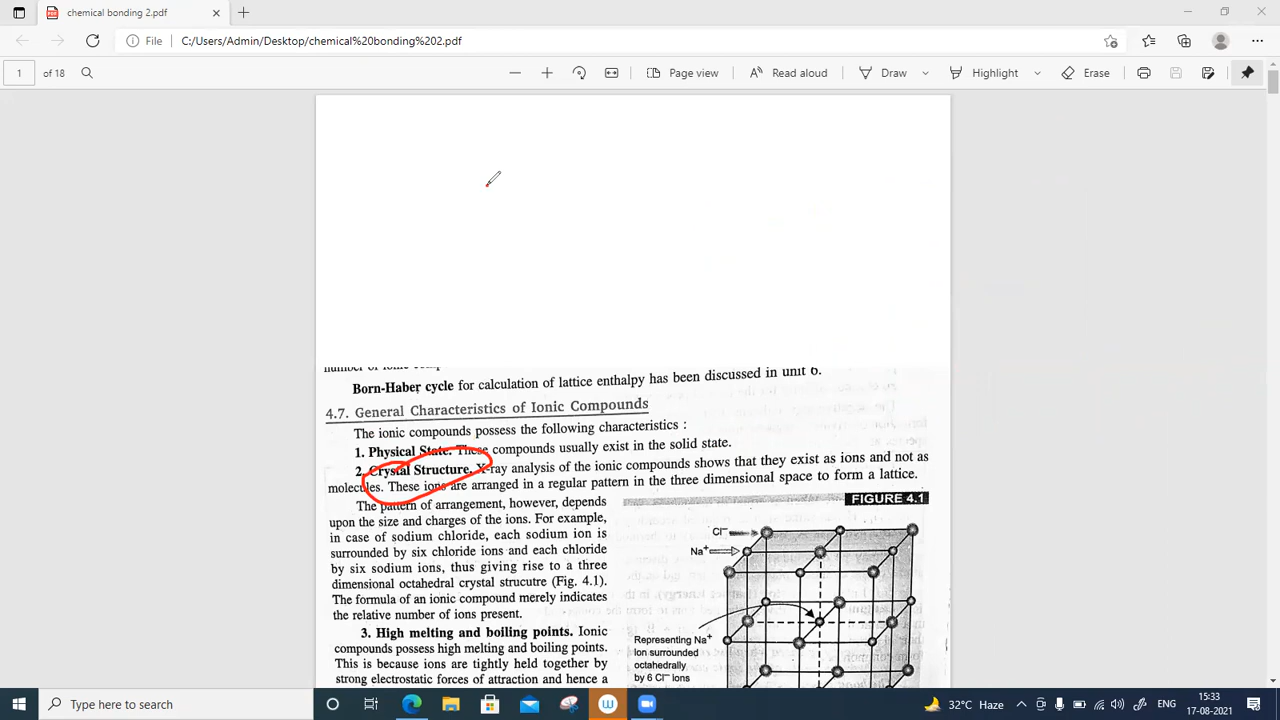 chemical bonding 2.pdf
File C:/Users/Admin/Desktop/chemical%20bonding%202.pdf
1 of 18 Page view Read aloud Draw Highlight Erase
Born-Haber cycle for calculation of lattice enthalpy has been discussed in unit 6.
4.7. General Characteristics of Ionic Compounds
The ionic compounds possess the following characteristics :
1. Physical State. These compounds usually exist in the solid state.
2. Crystal Structure. X-ray analysis of the ionic compounds shows that they exist as ions and not as
molecules. These ions are arranged in a regular pattern in the three dimensional space to form a lattice.
The pattern of arrangement, however, depends
upon the size and charges of the ions. For example,
in case of sodium chloride, each sodium ion is
surrounded by six chloride ions and each chloride
by six sodium ions, thus giving rise to a three
dimensional octahedral crystal strucutre (Fig. 4.1).
The formula of an ionic compound merely indicates
the relative number of ions present.
3. High melting and boiling points. Ionic
compounds possess high melting and boiling points.
This is because ions are tightly held together by
strong electrostatic forces of attraction and hence a
FIGURE 4.1
Cl⁻
Na⁺
Representing Na⁺
ion surrounded
octahedrally
by 6 Cl⁻ ions
Type here to search
32°C Haze
ENG
15:33
17-08-2021